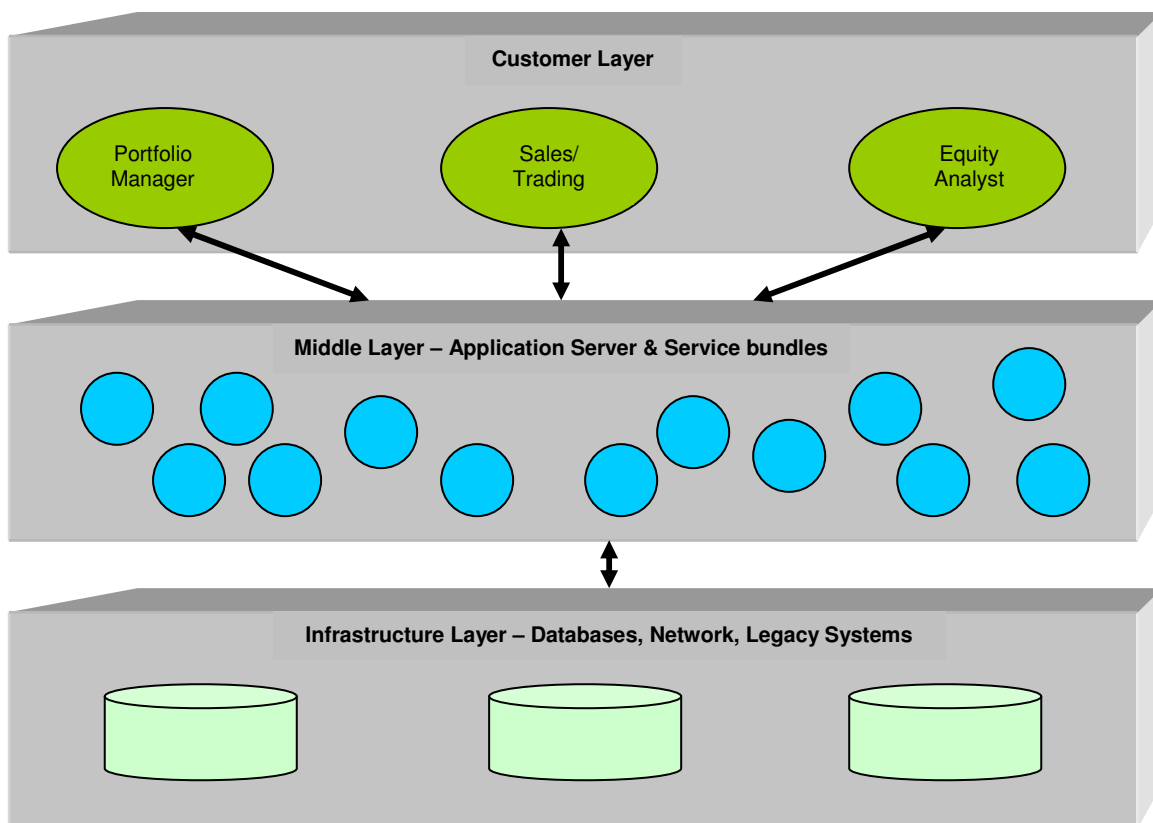 Customer Layer
Portfolio
Manager
Sales/
Trading
Equity
Analyst
Middle Layer – Application Server & Service bundles
Infrastructure Layer – Databases, Network, Legacy Systems